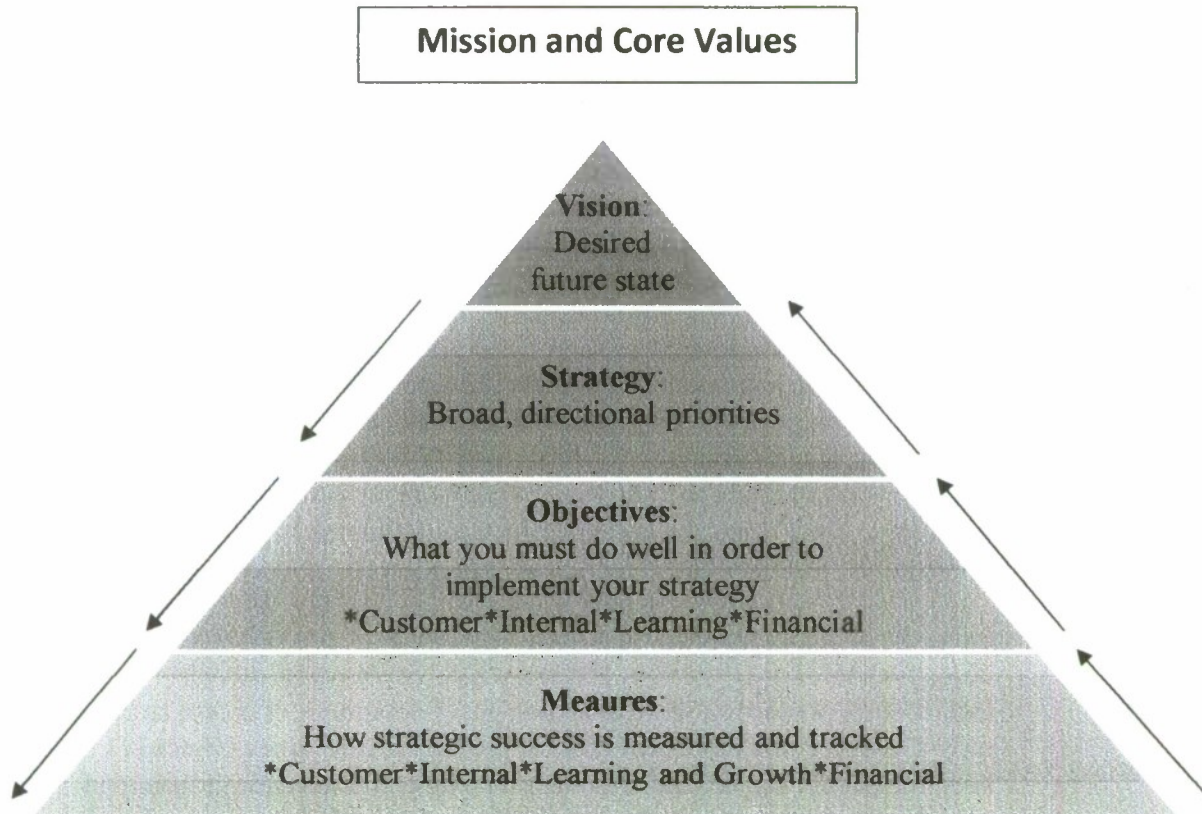 Mission and Core Values
Vision:
Desired
future state
Strategy:
Broad, directional priorities
Objectives:
What you must do well in order to
implement your strategy
*Customer*Internal*Learning*Financial
Meaures:
How strategic success is measured and tracked
*Customer*Internal*Learning and Growth*Financial